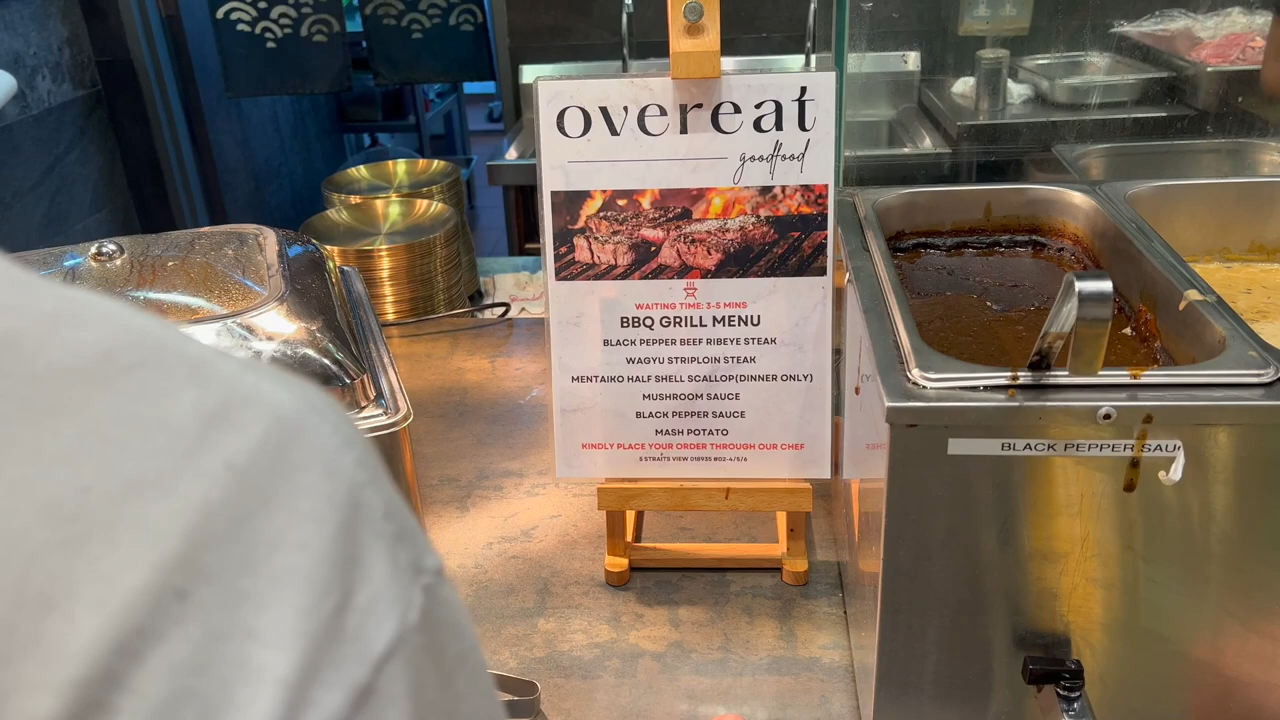 overeat
goodfood
WAITING TIME: 3-5 MINS
BBQ GRILL MENU
BLACK PEPPER BEEF RIBEYE STEAK
WAGYU STRIPLOIN STEAK
MENTAIKO HALF SHELL SCALLOP(DINNER ONLY)
MUSHROOM SAUCE
BLACK PEPPER SAUCE
MASH POTATO
KINDLY PLACE YOUR ORDER THROUGH OUR CHEF
5 STRAITS VIEW 018935 #02-4/5/6
BLACK PEPPER SAU